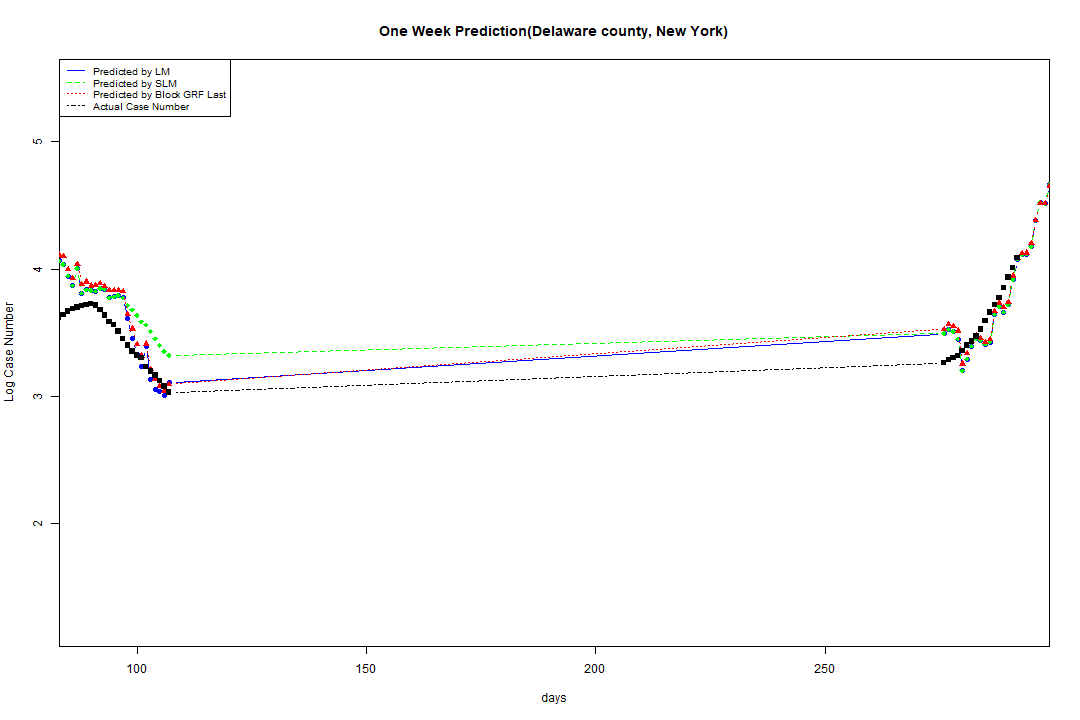 One Week Prediction(Delaware county, New York)
Predicted by LM
Predicted by SLM
Predicted by Block GRF Last
Actual Case Number
5
4
3
2
Log Case Number
100 150 200 250
days